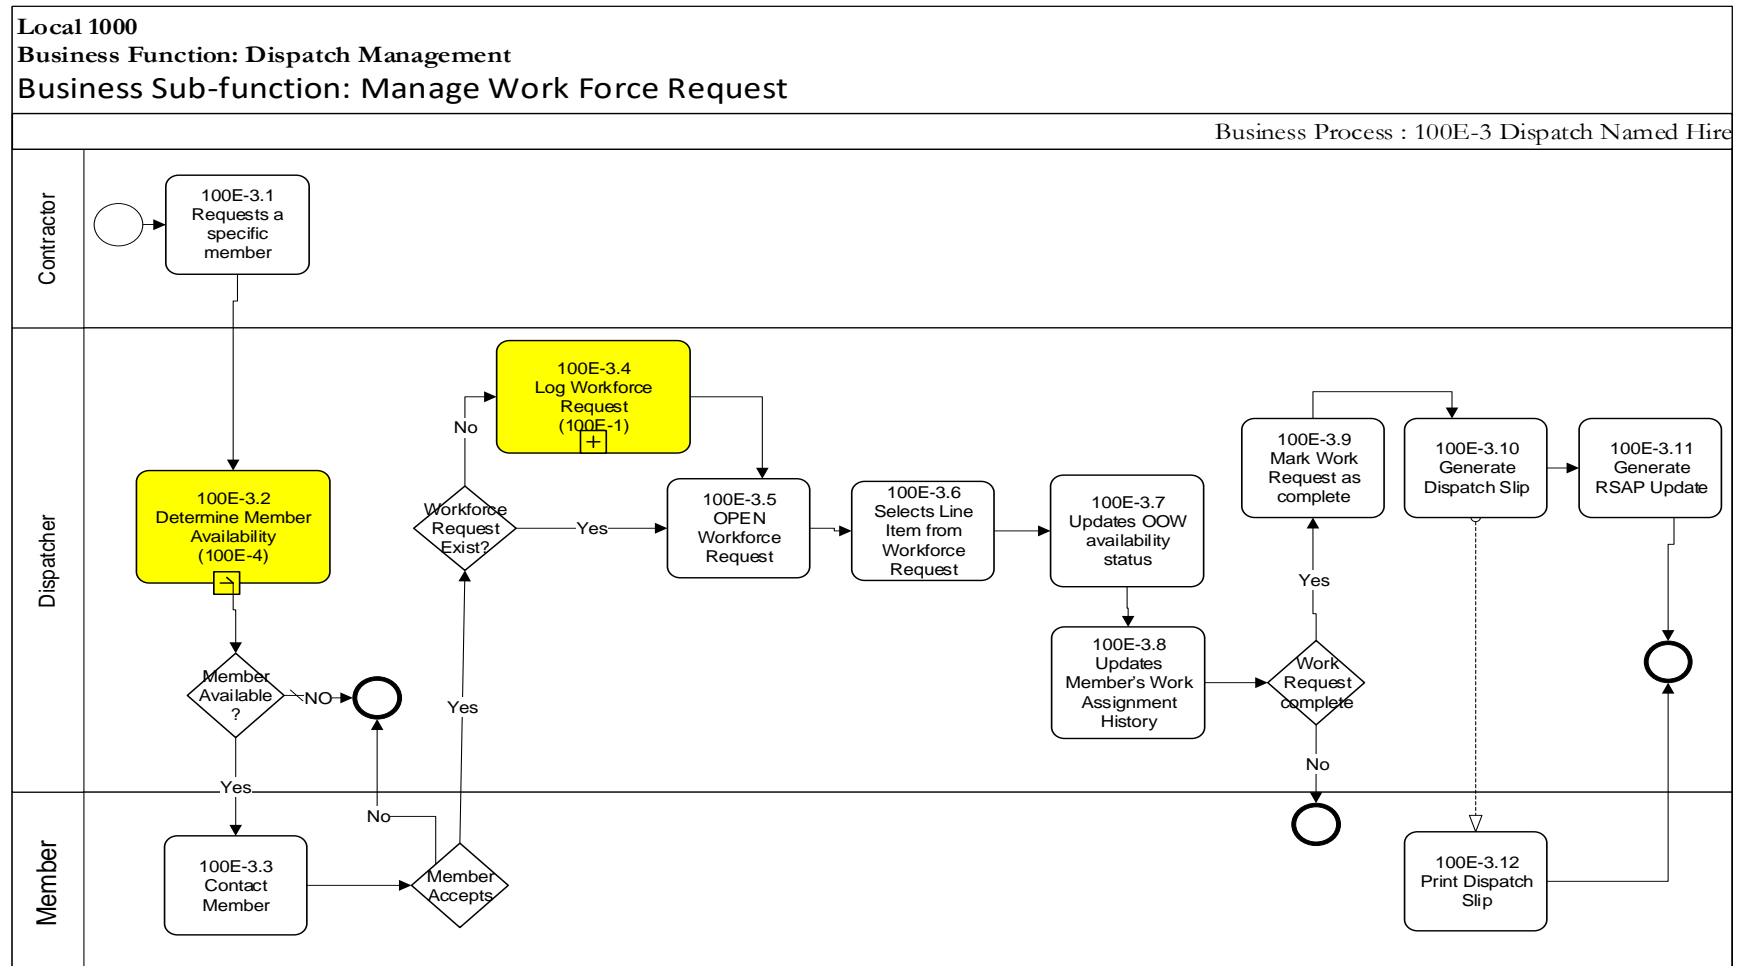 Local 1000
Business Function: Dispatch Management
Business Sub-function: Manage Work Force Request
Business Process : 100E-3 Dispatch Named Hire
Contractor
100E-3.1
Requests a
specific
member
Dispatcher
100E-3.2
Determine Member
Availability
(100E-4)
Member
Available
?
NO
Yes
No
100E-3.4
Log Workforce
Request
(100E-1)
Workforce
Request
Exist?
Yes
Yes
100E-3.5
OPEN
Workforce
Request
100E-3.6
Selects Line
Item from
Workforce
Request
100E-3.7
Updates OOW
availability
status
100E-3.8
Updates
Member's Work
Assignment
History
Work
Request
complete
Yes
No
100E-3.9
Mark Work
Request as
complete
100E-3.10
Generate
Dispatch Slip
100E-3.11
Generate
RSAP Update
Member
100E-3.3
Contact
Member
No
Member
Accepts
100E-3.12
Print Dispatch
Slip